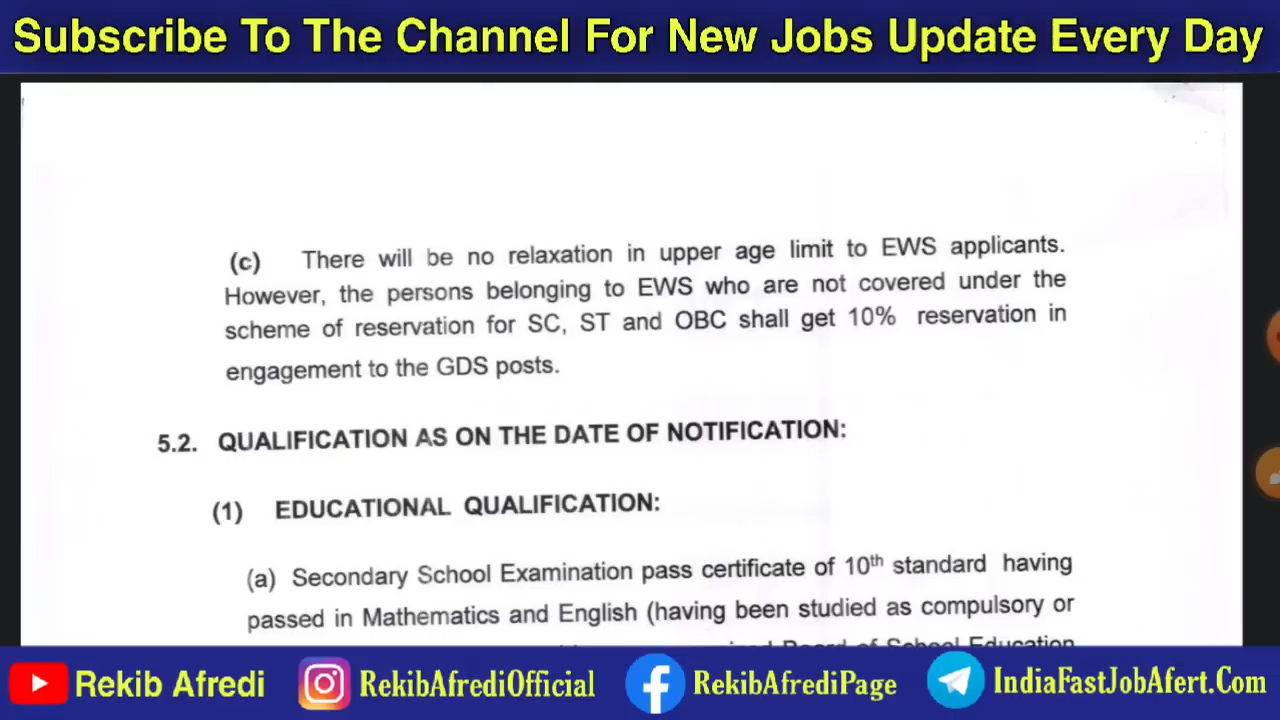 Subscribe To The Channel For New Jobs Update Every Day
(c) There will be no relaxation in upper age limit to EWS applicants.
However, the persons belonging to EWS who are not covered under the
scheme of reservation for SC, ST and OBC shall get 10% reservation in
engagement to the GDS posts.
5.2. QUALIFICATION AS ON THE DATE OF NOTIFICATION:
(1) EDUCATIONAL QUALIFICATION:
(a) Secondary School Examination pass certificate of 10th standard having
passed in Mathematics and English (having been studied as compulsory or
Board of School Education
Rekib Afredi RekibAfrediOfficial RekibAfrediPage IndiaFastJobAfert.Com